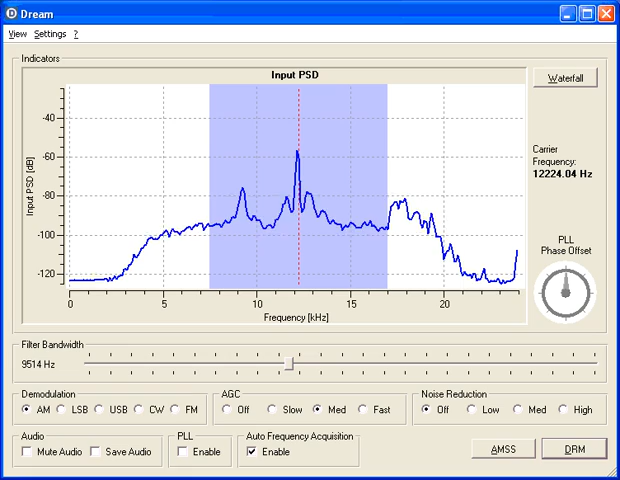 Dream
View Settings ?
Indicators
Input PSD
Waterfall
-40
-60
-80
-100
-120
Input PSD [dB]
0 5 10 15 20
Frequency [kHz]
Carrier
Frequency:
12224.04 Hz
PLL
Phase Offset
Filter Bandwidth
9514 Hz
Demodulation
AM LSB USB CW FM
AGC
Off Slow Med Fast
Noise Reduction
Off Low Med High
Audio
Mute Audio Save Audio
PLL
Enable
Auto Frequency Acquisition
Enable
AMSS
DRM